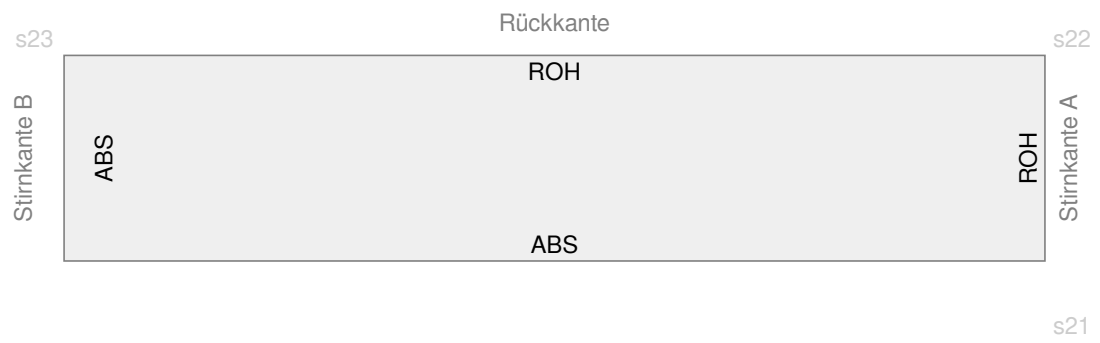 Rückkante
s23
s22
ROH
Stirnkante B
ABS
ROH
Stirnkante A
ABS
s21